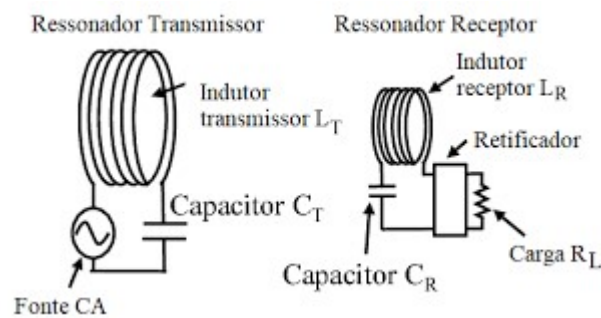 Ressonador Transmissor
Ressonador Receptor
Indutor
transmissor L_T
Indutor
receptor L_R
Retificador
Capacitor C_T
Capacitor C_R
Carga R_L
Fonte CA